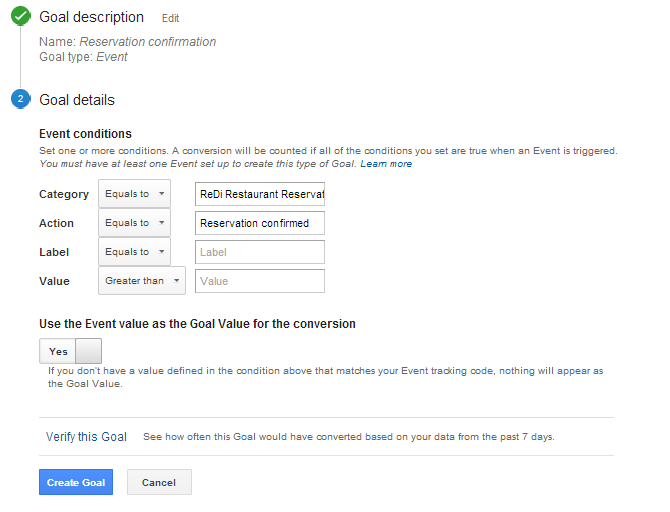 Goal description Edit
Name: Reservation confirmation
Goal type: Event
2 Goal details
Event conditions
Set one or more conditions. A conversion will be counted if all of the conditions you set are true when an Event is triggered.
You must have at least one Event set up to create this type of Goal. Learn more
Category Equals to ReDi Restaurant Reservat
Action Equals to Reservation confirmed
Label Equals to Label
Value Greater than Value
Use the Event value as the Goal Value for the conversion
Yes
If you don't have a value defined in the condition above that matches your Event tracking code, nothing will appear as
the Goal Value.
Verify this Goal See how often this Goal would have converted based on your data from the past 7 days.
Create Goal Cancel